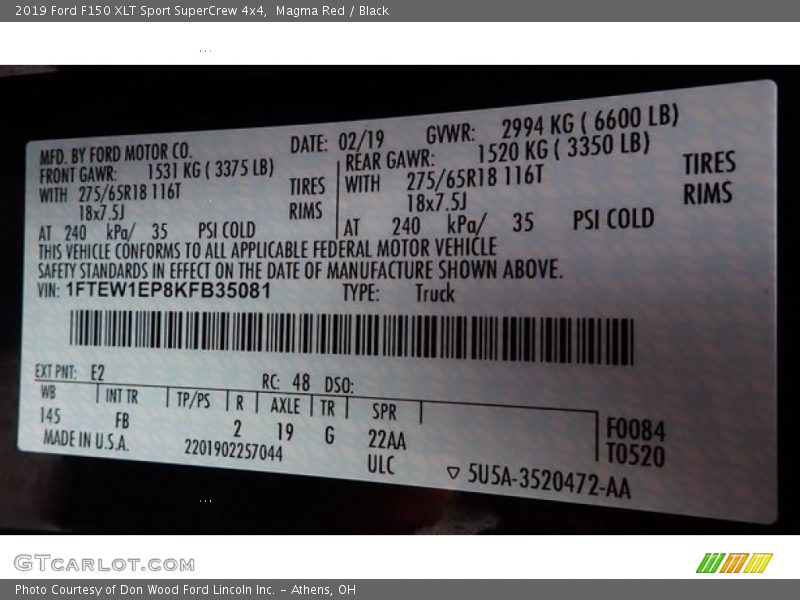 2019 Ford F150 XLT Sport SuperCrew 4x4,  Magma Red / Black
MFD. BY FORD MOTOR CO. DATE: 02/19 GVWR: 2994 KG ( 6600 LB)
FRONT GAWR: 1531 KG ( 3375 LB) REAR GAWR: 1520 KG ( 3350 LB)
WITH 275/65R18 116T TIRES WITH 275/65R18 116T TIRES
18x7.5J RIMS 18x7.5J RIMS
AT 240 kPa/ 35 PSI COLD AT 240 kPa/ 35 PSI COLD
THIS VEHICLE CONFORMS TO ALL APPLICABLE FEDERAL MOTOR VEHICLE
SAFETY STANDARDS IN EFFECT ON THE DATE OF MANUFACTURE SHOWN ABOVE.
VIN: 1FTEW1EP8KFB35081 TYPE: Truck
EXT PNT: E2 RC: 48 DSO:
WB INT TR TP/PS R AXLE TR SPR
145 FB 2 19 G 22AA F0084
MADE IN U.S.A. 2201902257044 ULC T0520
▽ 5U5A-3520472-AA
GTCARLOT.COM
Photo Courtesy of Don Wood Ford Lincoln Inc. – Athens, OH